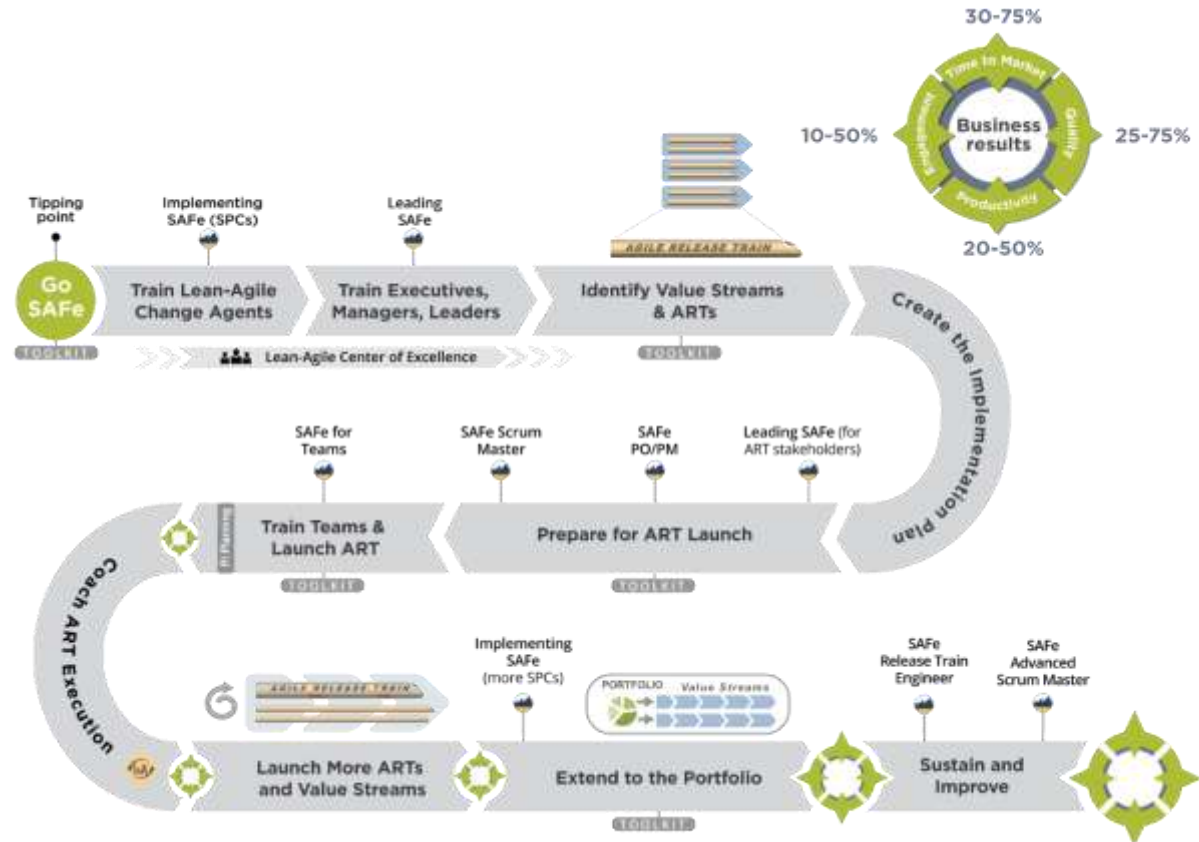 30-75%
Time to Market
10-50%
Engagement
Business
results
Quality
25-75%
Productivity
20-50%
Tipping
point
Implementing
SAFe (SPCs)
Leading
SAFe
AGILE RELEASE TRAIN
Go
SAFe
Train Lean-Agile
Change Agents
Train Executives,
Managers, Leaders
Identify Value Streams
& ARTs
Create the Implementation Plan
TOOLKIT
Lean-Agile Center of Excellence
TOOLKIT
SAFe for
Teams
SAFe Scrum
Master
SAFe
PO/PM
Leading SAFe (for
ART stakeholders)
PI Planning
Train Teams &
Launch ART
Prepare for ART Launch
TOOLKIT
TOOLKIT
Coach ART Execution
AGILE RELEASE TRAIN
Implementing
SAFe
(more SPCs)
PORTFOLIO
Value Streams
SAFe
Release Train
Engineer
SAFe
Advanced
Scrum Master
Launch More ARTs
and Value Streams
Extend to the Portfolio
Sustain and
Improve
TOOLKIT